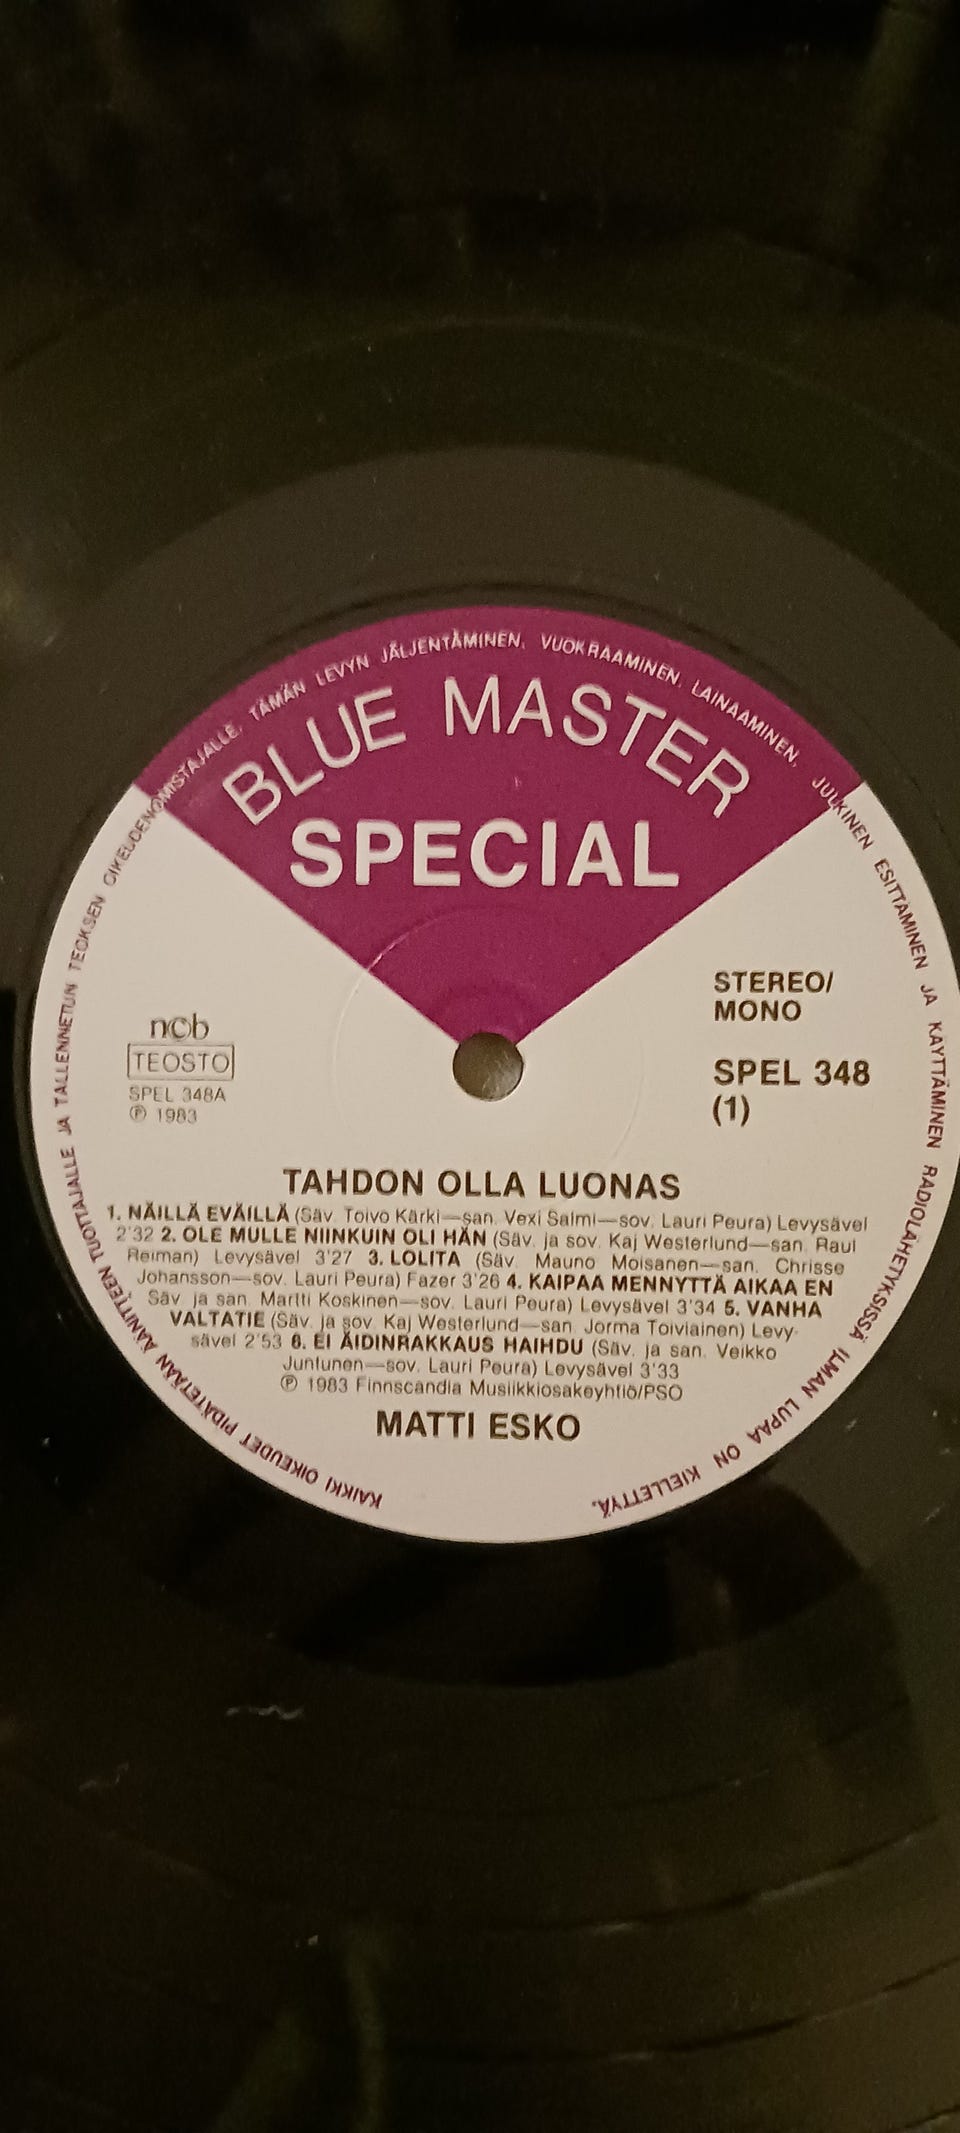 KAIKKI OIKEUDET PIDÄTETÄÄN ÄÄNITTEEN TUOTTAJALLE JA TALLENNETUN TEOKSEN OIKEUDENOMISTAJALLE. TÄMÄN LEVYN JÄLJENTÄMINEN, VUOKRAAMINEN, LAINAAMINEN, JULKINEN ESITTÄMINEN JA KÄYTTÄMINEN RADIOLÄHETYKSISSÄ ILMAN LUPAA ON KIELLETTYÄ.
BLUE MASTER
SPECIAL
STEREO/
MONO
ncb
TEOSTO
SPEL 348A
℗ 1983
SPEL 348
(1)
TAHDON OLLA LUONAS
1. NÄILLÄ EVÄILLÄ (Säv. Toivo Kärki—san. Vexi Salmi—sov. Lauri Peura) Levysävel
2'32 2. OLE MULLE NIINKUIN OLI HÄN (Säv. ja sov. Kaj Westerlund—san. Raul
Reiman) Levysävel 3'27 3. LOLITA (Säv. Mauno Moisanen—san. Chrisse
Johansson—sov. Lauri Peura) Fazer 3'26 4. KAIPAA MENNYTTÄ AIKAA EN
Säv. ja san. Martti Koskinen—sov. Lauri Peura) Levysävel 3'34 5. VANHA
VALTATIE (Säv. ja sov. Kaj Westerlund—san. Jorma Toiviainen) Levy-
sävel 2'53 6. EI ÄIDINRAKKAUS HAIHDU (Säv. ja san. Veikko
Juntunen—sov. Lauri Peura) Levysävel 3'33
℗ 1983 Finnscandia Musiikkiosakeyhtiö/PSO
MATTI ESKO